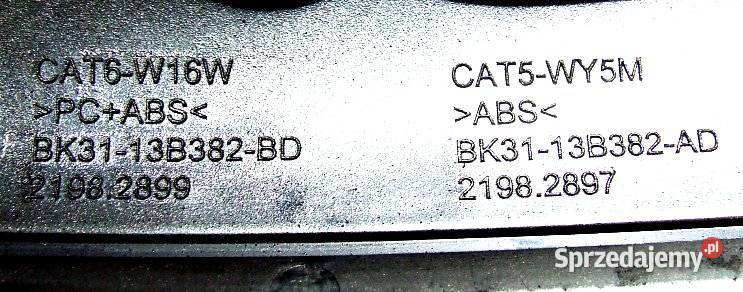 CAT6-W16W
>PC+ABS<
BK31-13B382-BD
2198.2899
CAT5-WY5M
>ABS<
BK31-13B382-AD
2198.2897
Sprzedajemy.pl